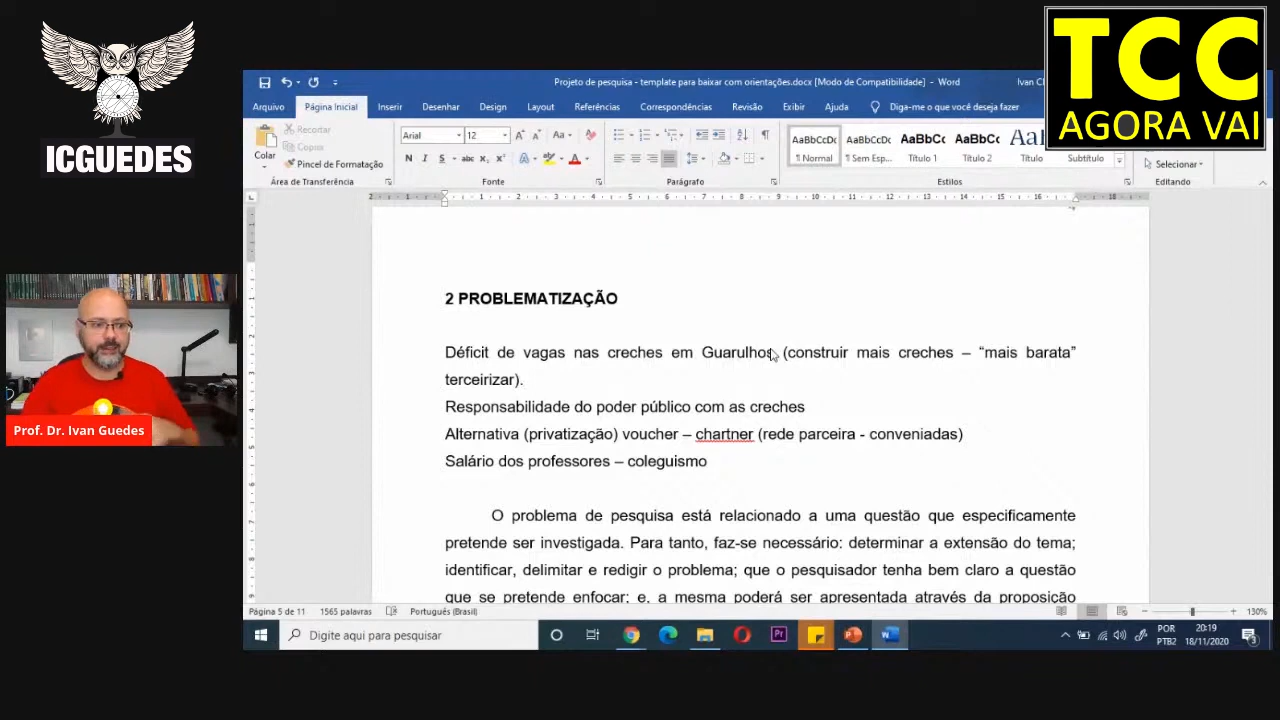 TCC
AGORA VAI
ICGUEDES
Projeto de pesquisa - template para baixar com orientações.docx [Modo de Compatibilidade] - Word
Ivan C
Arquivo
Página Inicial
Inserir
Desenhar
Design
Layout
Referências
Correspondências
Revisão
Exibir
Ajuda
Diga-me o que você deseja fazer
Colar
Recortar
Copiar
Pincel de Formatação
Área de Transferência
Arial
12
Fonte
Parágrafo
AaBbCcDc
¶ Normal
AaBbCcDc
¶ Sem Esp...
AaBbCc
Título 1
AaBbCc
Título 2
Subtítulo
Estilos
Selecionar
Editando
2 PROBLEMATIZAÇÃO
Déficit de vagas nas creches em Guarulhos (construir mais creches – “mais barata”
terceirizar).
Responsabilidade do poder público com as creches
Alternativa (privatização) voucher – chartner (rede parceira - conveniadas)
Salário dos professores – coleguismo
O problema de pesquisa está relacionado a uma questão que especificamente
pretende ser investigada. Para tanto, faz-se necessário: determinar a extensão do tema;
identificar, delimitar e redigir o problema; que o pesquisador tenha bem claro a questão
que se pretende enfocar; e, a mesma poderá ser apresentada através da proposição
Prof. Dr. Ivan Guedes
Página 5 de 11
1565 palavras
Português (Brasil)
130%
Digite aqui para pesquisar
POR
PTB2
20:19
18/11/2020